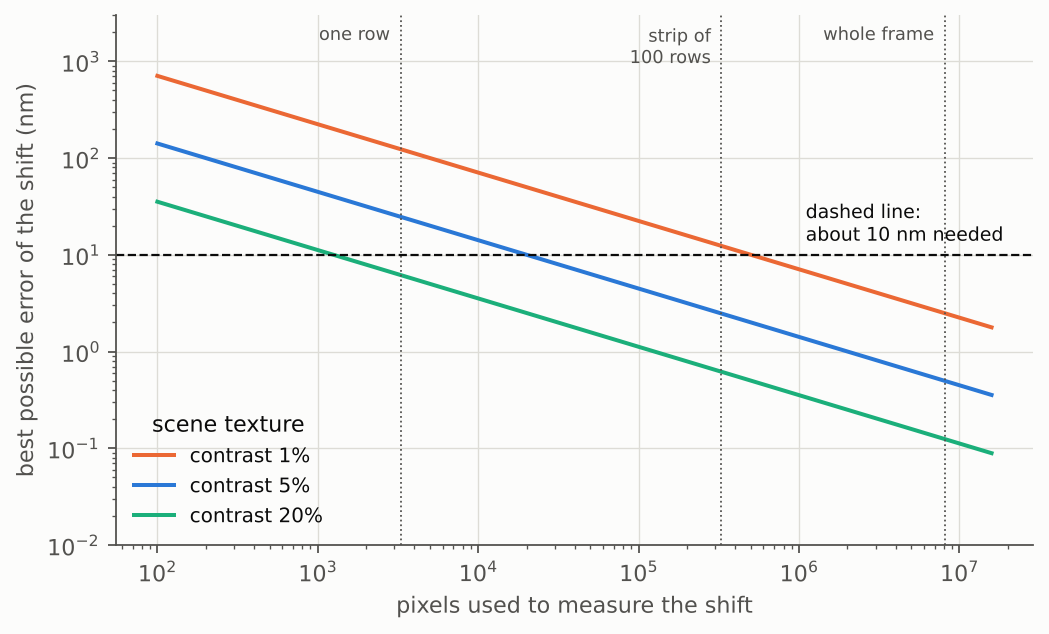 one row
strip of
100 rows
whole frame
10³
10²
10¹
10⁰
10⁻¹
10⁻²
best possible error of the shift (nm)
dashed line:
about 10 nm needed
scene texture
contrast 1%
contrast 5%
contrast 20%
10² 10³ 10⁴ 10⁵ 10⁶ 10⁷
pixels used to measure the shift